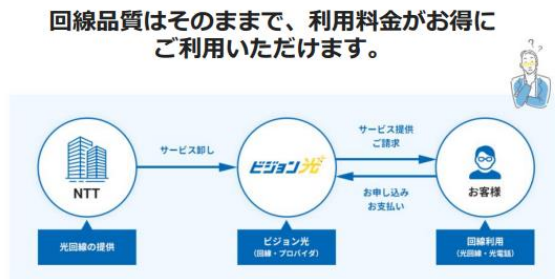 回線品質はそのままで、利用料金がお得に
ご利用いただけます。
? ?
サービス卸し
サービス提供
ご請求
NTT
ビジョン光
お客様
お申し込み
お支払い
光回線の提供
ビジョン光
(回線・プロバイダ)
回線利用
(光回線・光電話)